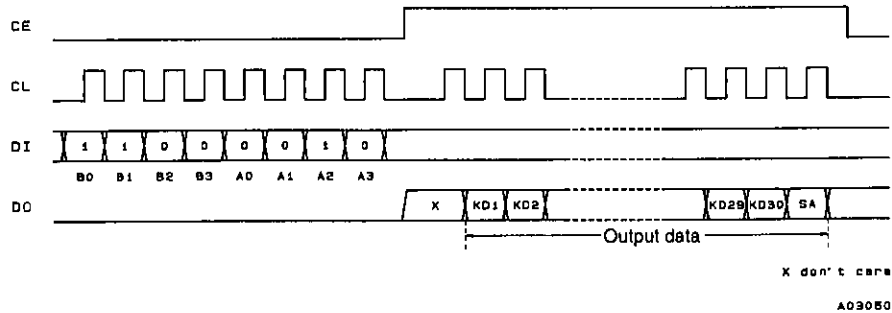 CE
CL
DI 1 1 0 0 0 0 1 0
B0 B1 B2 B3 A0 A1 A2 A3
DO X KD1 KD2 KD29 KD30 SA
Output data
X don't care
A03060